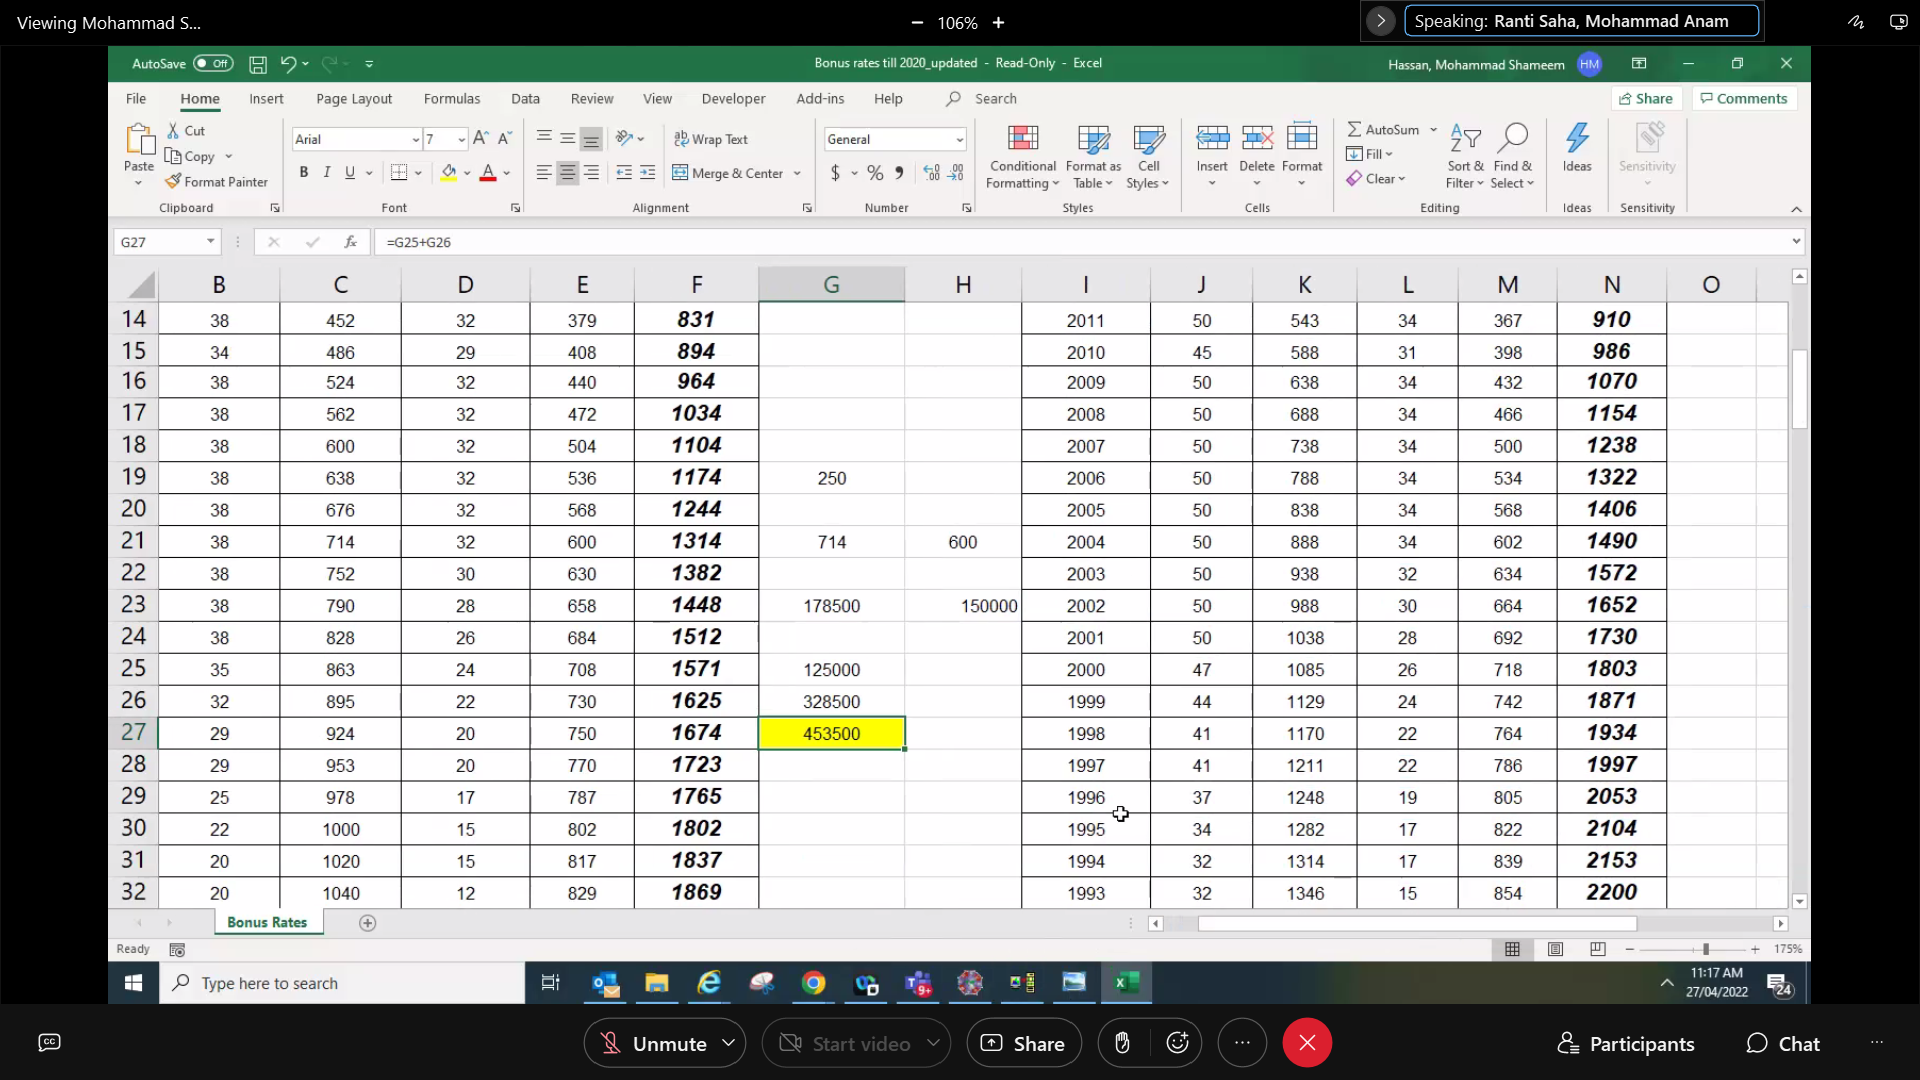 Viewing Mohammad S...
106%
Speaking: Ranti Saha, Mohammad Anam
AutoSave Off
Bonus rates till 2020_updated - Read-Only - Excel
Hassan, Mohammad Shameem HM
File Home Insert Page Layout Formulas Data Review View Developer Add-ins Help Search
Share Comments
Paste
Cut
Copy
Format Painter
Clipboard
Arial 7
B I U
Font
Wrap Text
Merge & Center
Alignment
General
$ %
Number
Conditional Formatting
Format as Table
Cell Styles
Styles
Insert Delete Format
Cells
AutoSum
Fill
Clear
Sort & Filter
Find & Select
Editing
Ideas
Ideas
Sensitivity
Sensitivity
G27 fx =G25+G26
B C D E F G H I J K L M N O
14 38 452 32 379 831 2011 50 543 34 367 910
15 34 486 29 408 894 2010 45 588 31 398 986
16 38 524 32 440 964 2009 50 638 34 432 1070
17 38 562 32 472 1034 2008 50 688 34 466 1154
18 38 600 32 504 1104 2007 50 738 34 500 1238
19 38 638 32 536 1174 250 2006 50 788 34 534 1322
20 38 676 32 568 1244 2005 50 838 34 568 1406
21 38 714 32 600 1314 714 600 2004 50 888 34 602 1490
22 38 752 30 630 1382 2003 50 938 32 634 1572
23 38 790 28 658 1448 178500 150000 2002 50 988 30 664 1652
24 38 828 26 684 1512 2001 50 1038 28 692 1730
25 35 863 24 708 1571 125000 2000 47 1085 26 718 1803
26 32 895 22 730 1625 328500 1999 44 1129 24 742 1871
27 29 924 20 750 1674 453500 1998 41 1170 22 764 1934
28 29 953 20 770 1723 1997 41 1211 22 786 1997
29 25 978 17 787 1765 1996 37 1248 19 805 2053
30 22 1000 15 802 1802 1995 34 1282 17 822 2104
31 20 1020 15 817 1837 1994 32 1314 17 839 2153
32 20 1040 12 829 1869 1993 32 1346 15 854 2200
Bonus Rates
Ready
175%
Type here to search
9+
11:17 AM
27/04/2022
24
CC
Unmute
Start video
Share
Participants
Chat